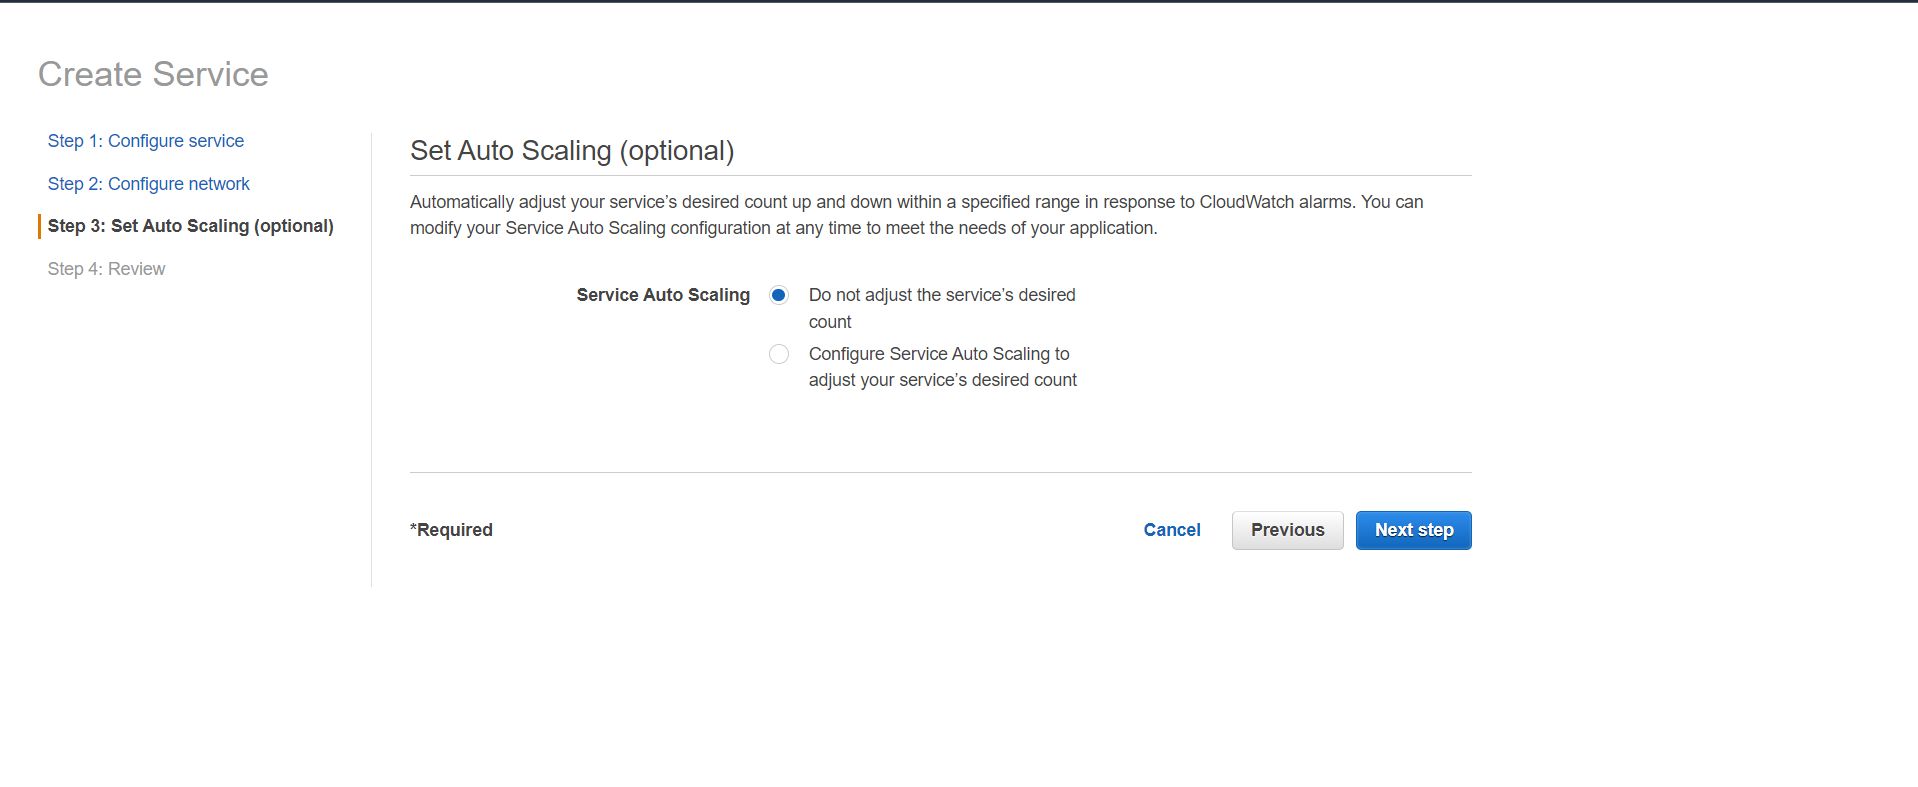 Create Service
Step 1: Configure service
Step 2: Configure network
Step 3: Set Auto Scaling (optional)
Step 4: Review
Set Auto Scaling (optional)
Automatically adjust your service’s desired count up and down within a specified range in response to CloudWatch alarms. You can
modify your Service Auto Scaling configuration at any time to meet the needs of your application.
Service Auto Scaling
Do not adjust the service’s desired
count
Configure Service Auto Scaling to
adjust your service’s desired count
*Required
Cancel
Previous
Next step